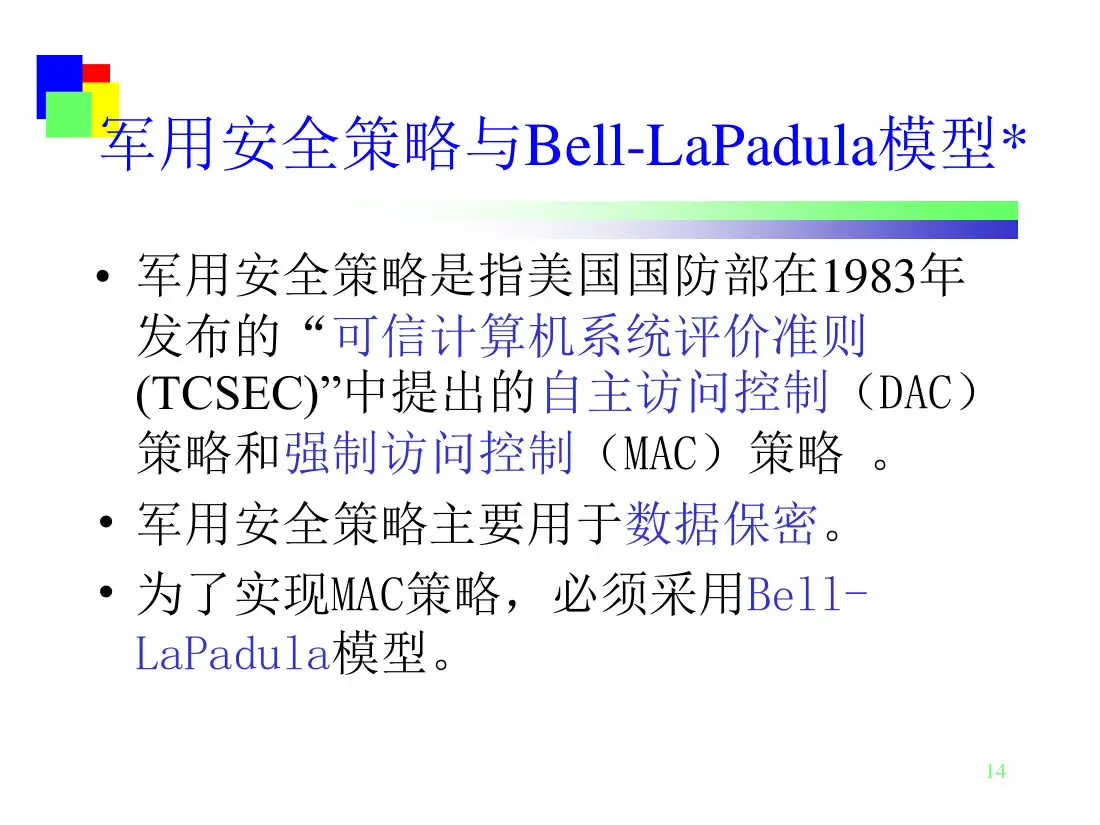 军用安全策略与Bell-LaPadula模型*
• 军用安全策略是指美国国防部在1983年
发布的“可信计算机系统评价准则
(TCSEC)”中提出的自主访问控制（DAC）
策略和强制访问控制（MAC）策略 。
• 军用安全策略主要用于数据保密。
• 为了实现MAC策略，必须采用Bell-
LaPadula模型。
14